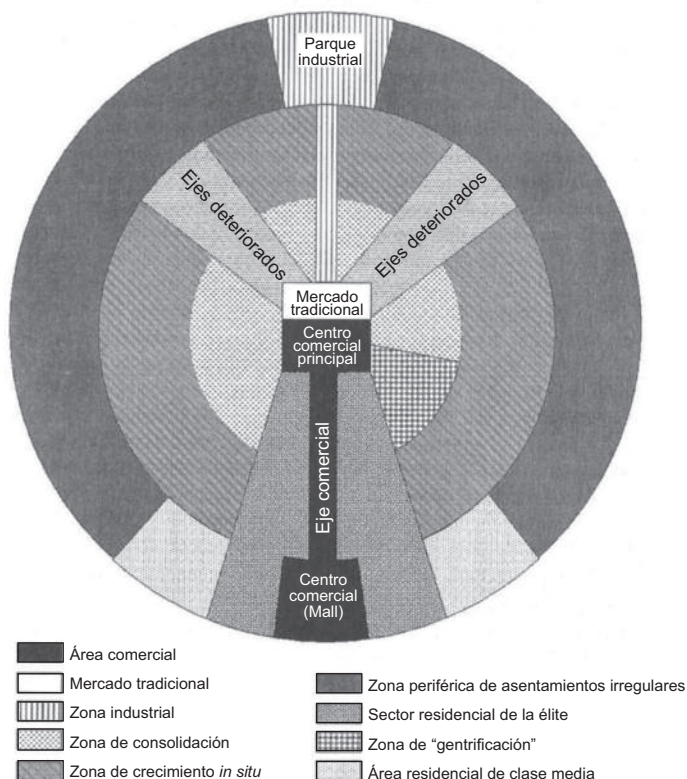 Parque
industrial
Ejes deteriorados
Ejes deteriorados
Mercado
tradicional
Centro
comercial
principal
Eje comercial
Centro
comercial
(Mall)
Área comercial
Mercado tradicional
Zona industrial
Zona de consolidación
Zona de crecimiento in situ
Zona periférica de asentamientos irregulares
Sector residencial de la élite
Zona de “gentrificación”
Área residencial de clase media